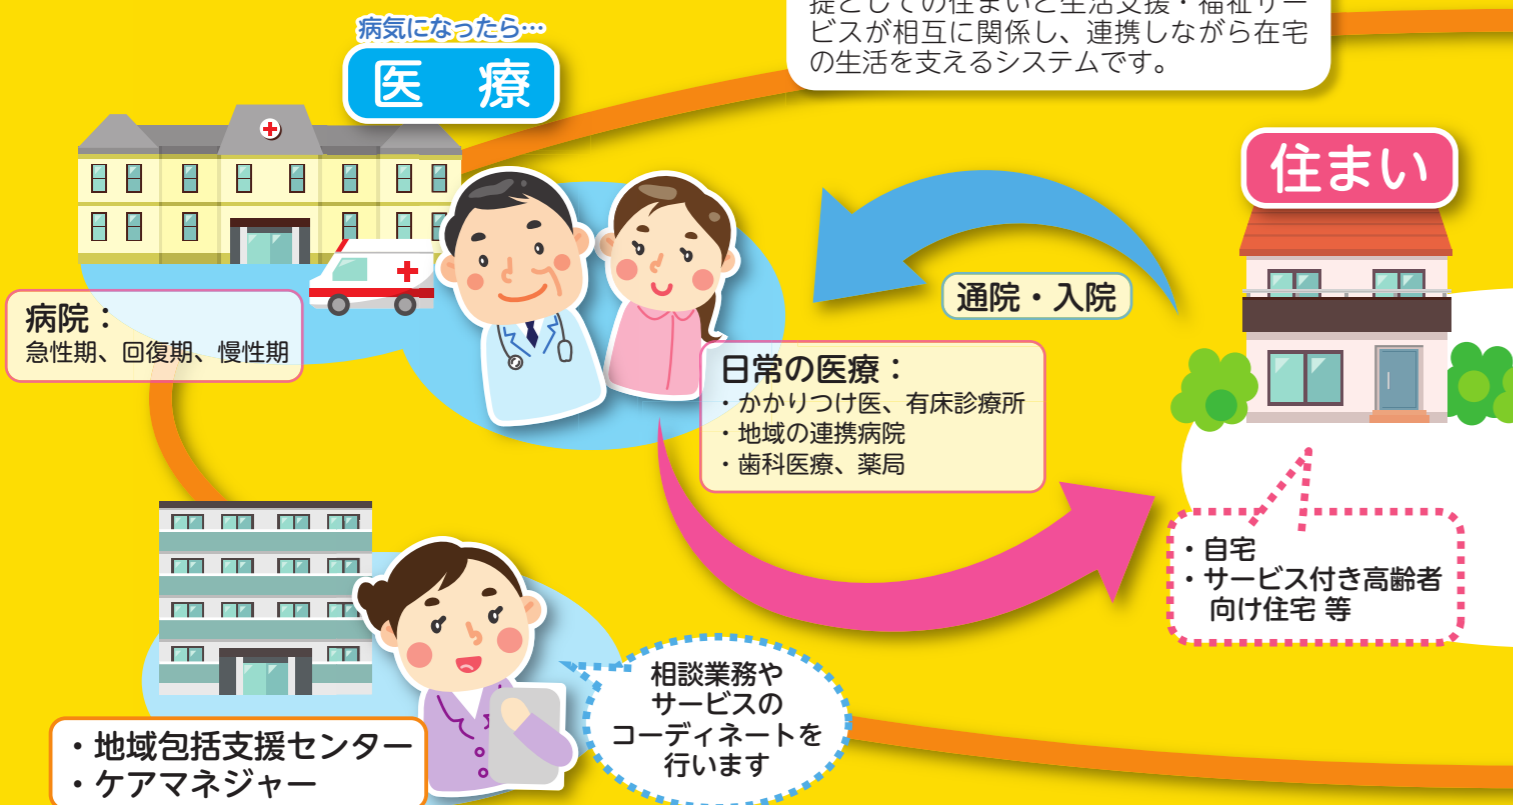 提としての住まいと生活支援・福祉サー
ビスが相互に関係し、連携しながら在宅
の生活を支えるシステムです。
病気になったら…
医 療
住まい
通院・入院
病院：
急性期、回復期、慢性期
日常の医療：
・かかりつけ医、有床診療所
・地域の連携病院
・歯科医療、薬局
・自宅
・サービス付き高齢者
向け住宅 等
相談業務や
サービスの
コーディネートを
行います
・地域包括支援センター
・ケアマネジャー